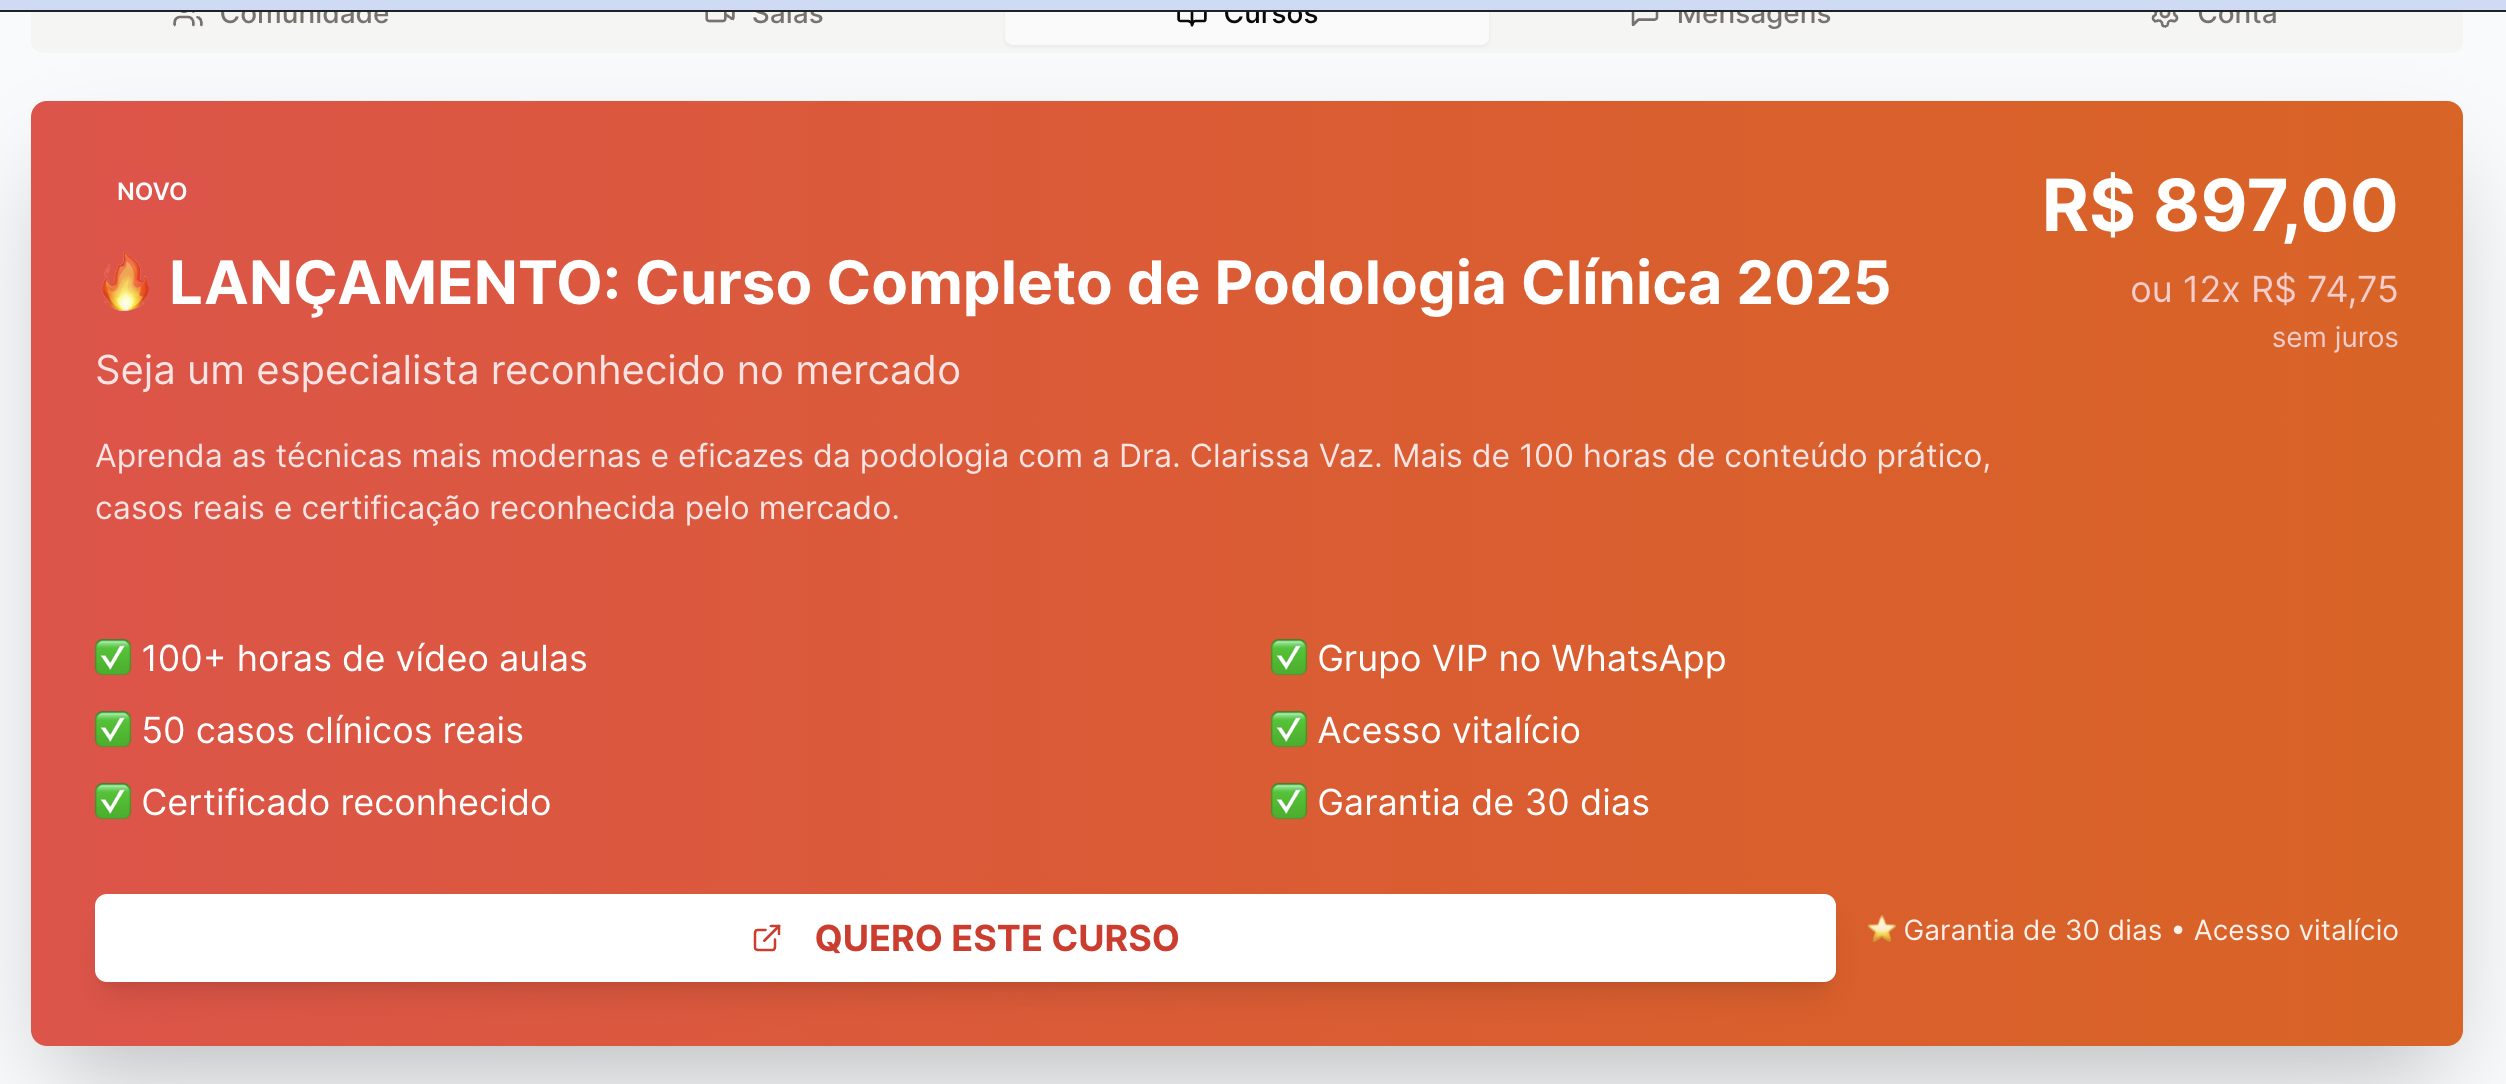 Comunidade
Salas
Cursos
Mensagens
Conta
NOVO
R$ 897,00
🔥 LANÇAMENTO: Curso Completo de Podologia Clínica 2025
ou 12x R$ 74,75
sem juros
Seja um especialista reconhecido no mercado
Aprenda as técnicas mais modernas e eficazes da podologia com a Dra. Clarissa Vaz. Mais de 100 horas de conteúdo prático,
casos reais e certificação reconhecida pelo mercado.
✅ 100+ horas de vídeo aulas
✅ Grupo VIP no WhatsApp
✅ 50 casos clínicos reais
✅ Acesso vitalício
✅ Certificado reconhecido
✅ Garantia de 30 dias
QUERO ESTE CURSO
⭐ Garantia de 30 dias • Acesso vitalício